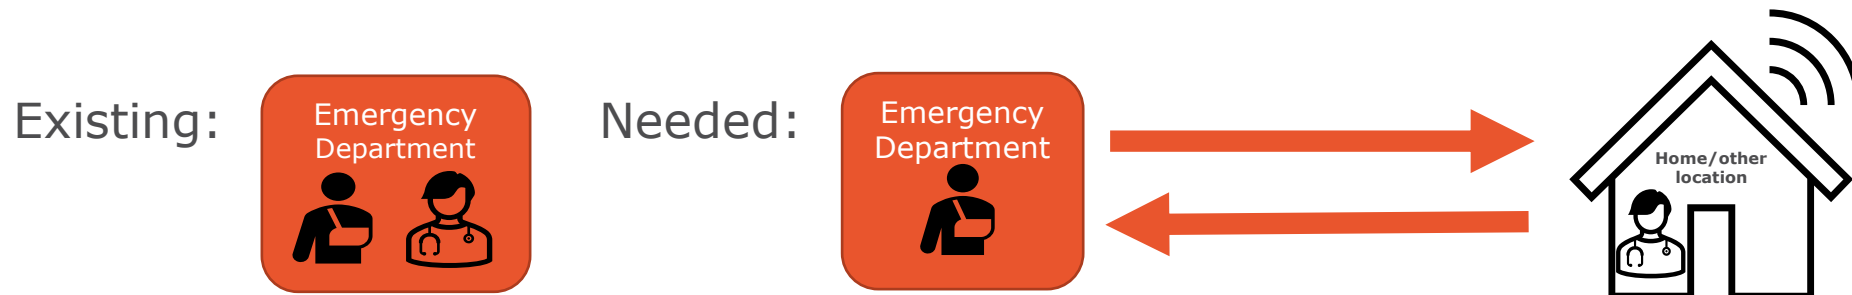 Existing:
Emergency
Department
Needed:
Emergency
Department
Home/other
location